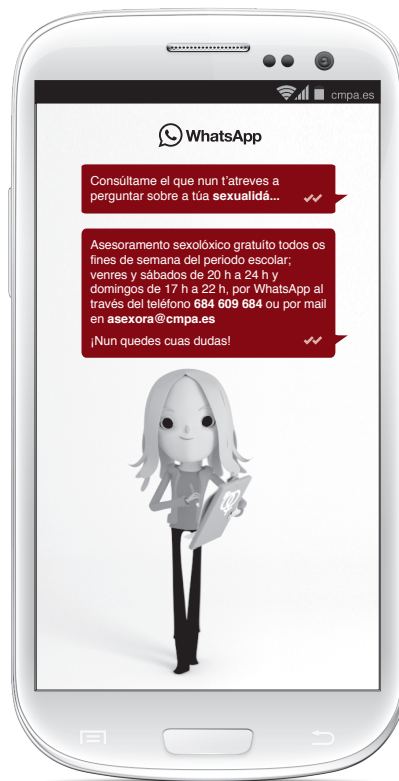 cmpa.es
WhatsApp
Consúltame el que nun t’atreves a
perguntar sobre a túa sexualidá...
Asesoramento sexolóxico gratuíto todos os
fines de semana del periodo escolar;
venres y sábados de 20 h a 24 h y
domingos de 17 h a 22 h, por WhatsApp al
través del teléfono 684 609 684 ou por mail
en asexora@cmpa.es
¡Nun quedes cuas dudas!